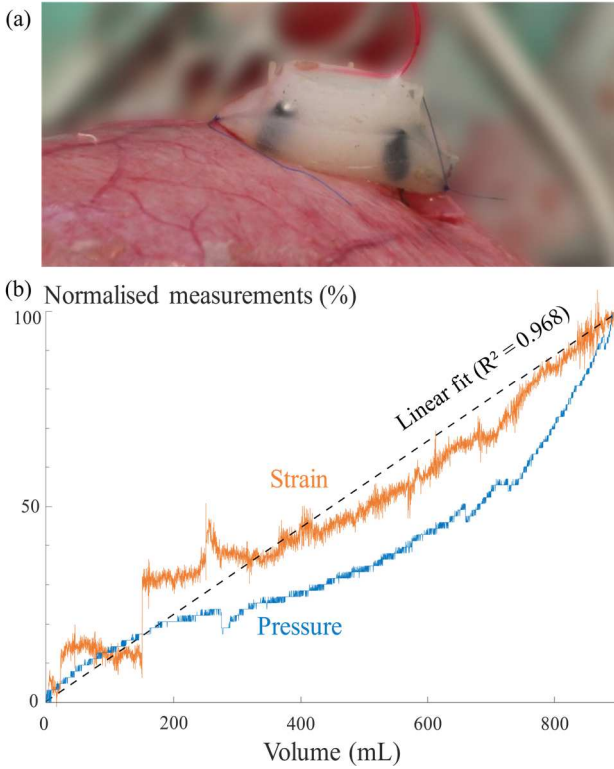 (a)
(b) Normalised measurements (%)
100
Linear fit (R² = 0.968)
Strain
50
Pressure
0
0 200 400 600 800
Volume (mL)